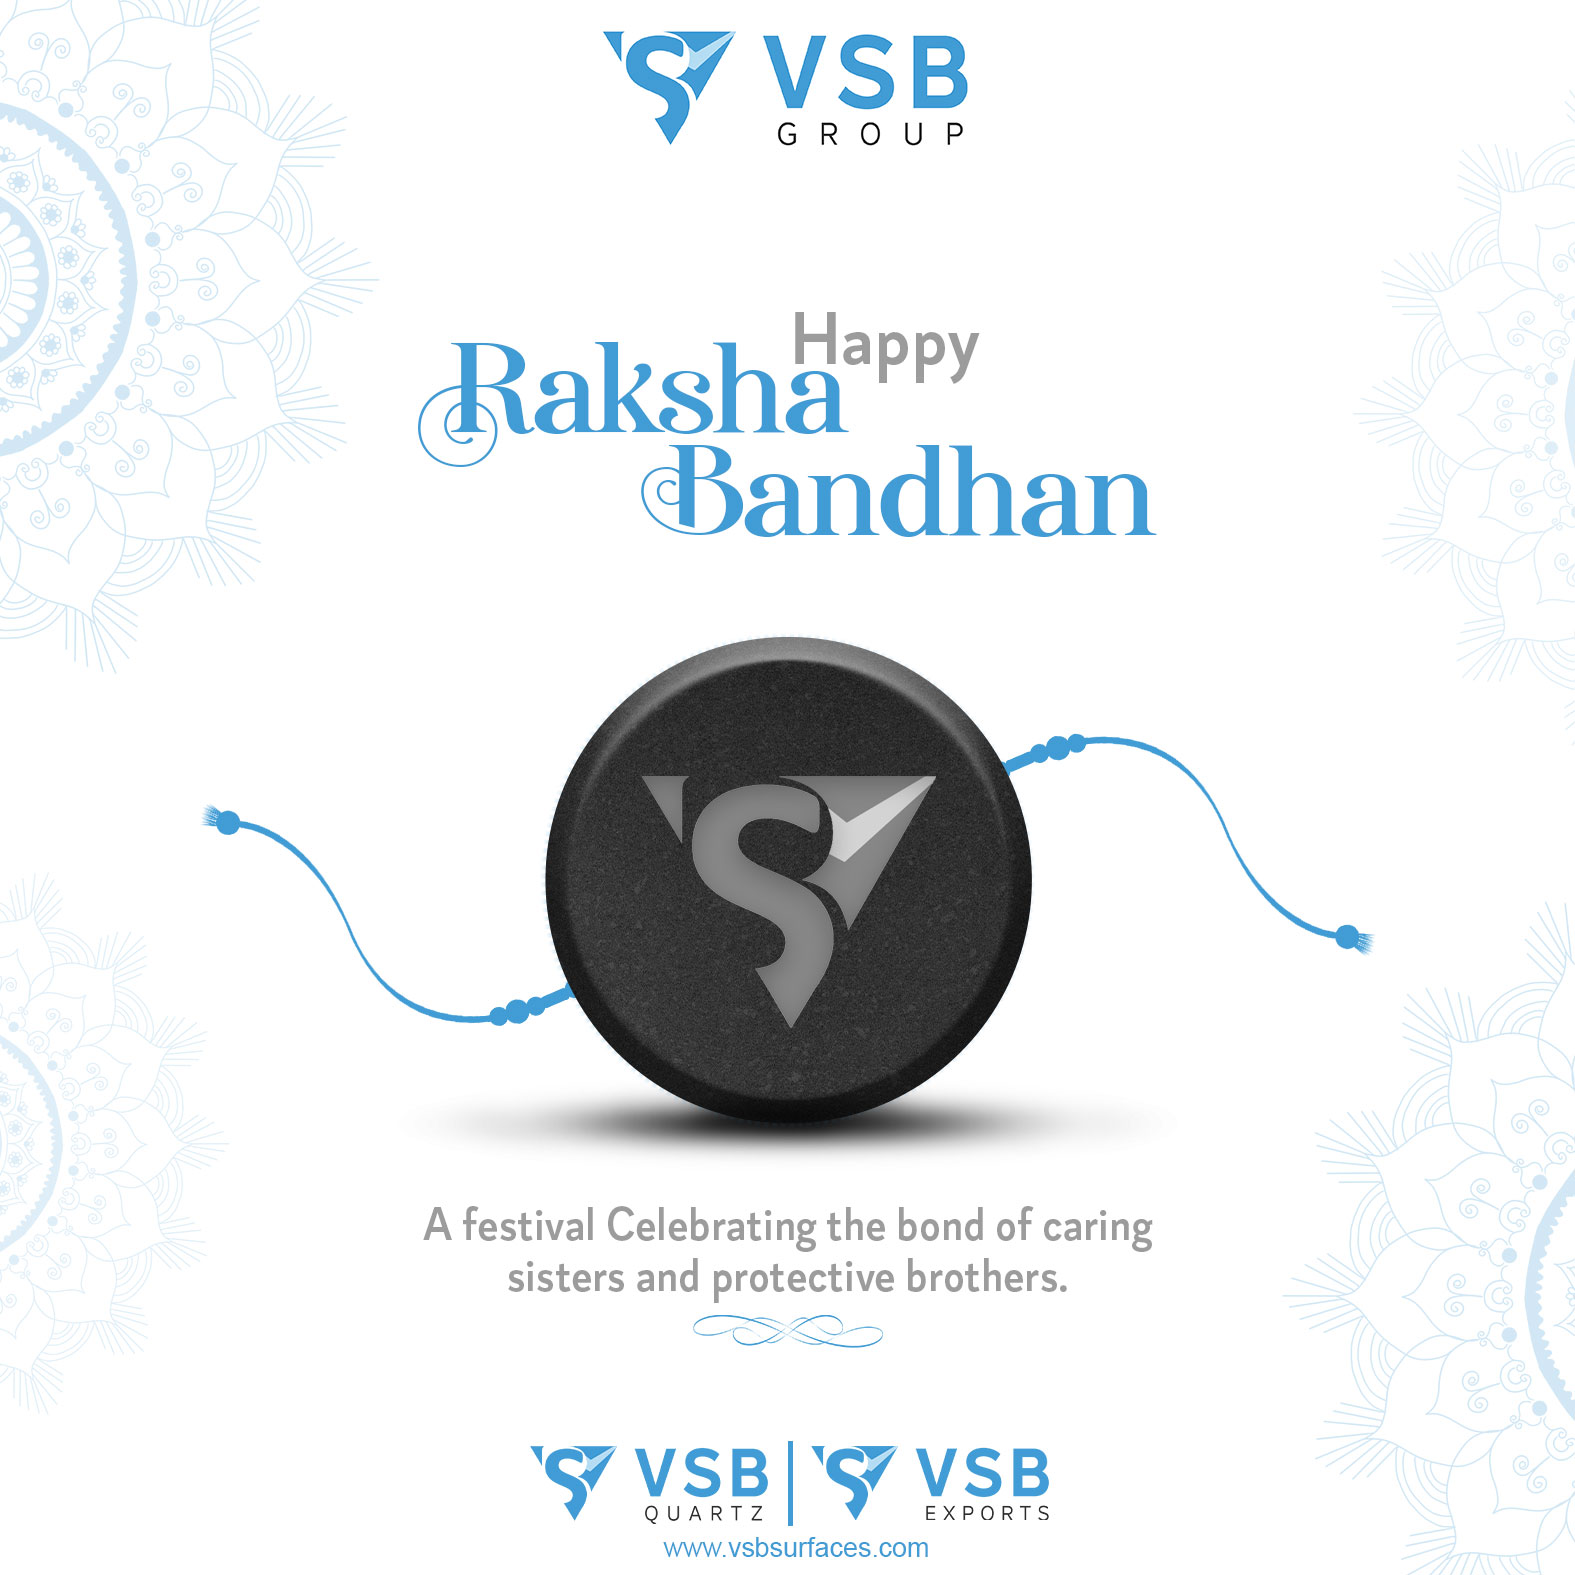 VSB
GROUP
Happy
Raksha
Bandhan
A festival Celebrating the bond of caring
sisters and protective brothers.
VSB
QUARTZ
VSB
EXPORTS
www.vsbsurfaces.com